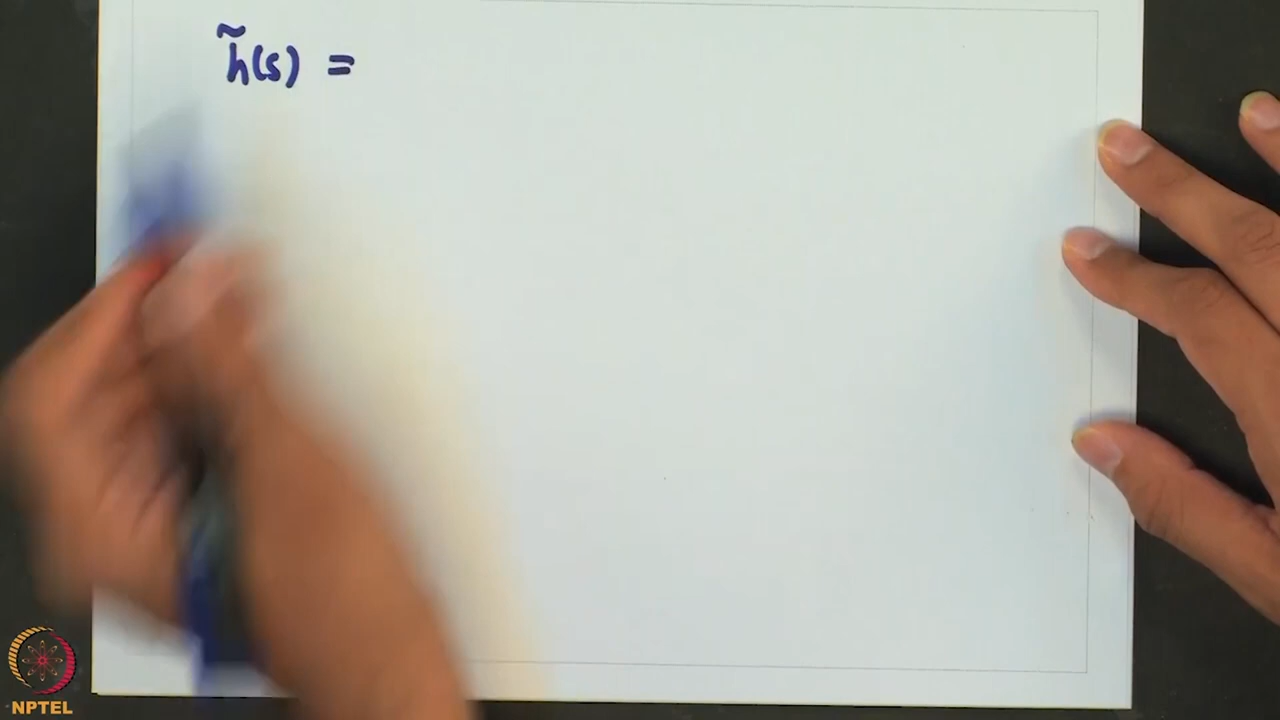 h̃(s) =
NPTEL